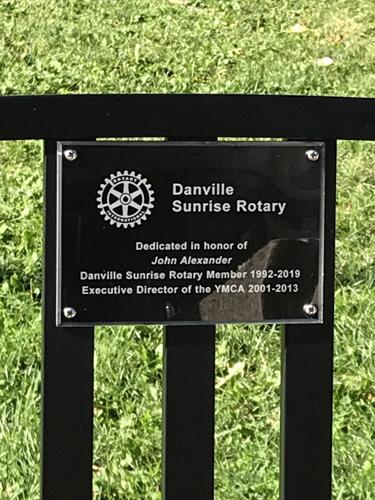 ROTARY
INTERNATIONAL
Danville
Sunrise Rotary
Dedicated in honor of
John Alexander
Danville Sunrise Rotary Member 1992-2019
Executive Director of the YMCA 2001-2013